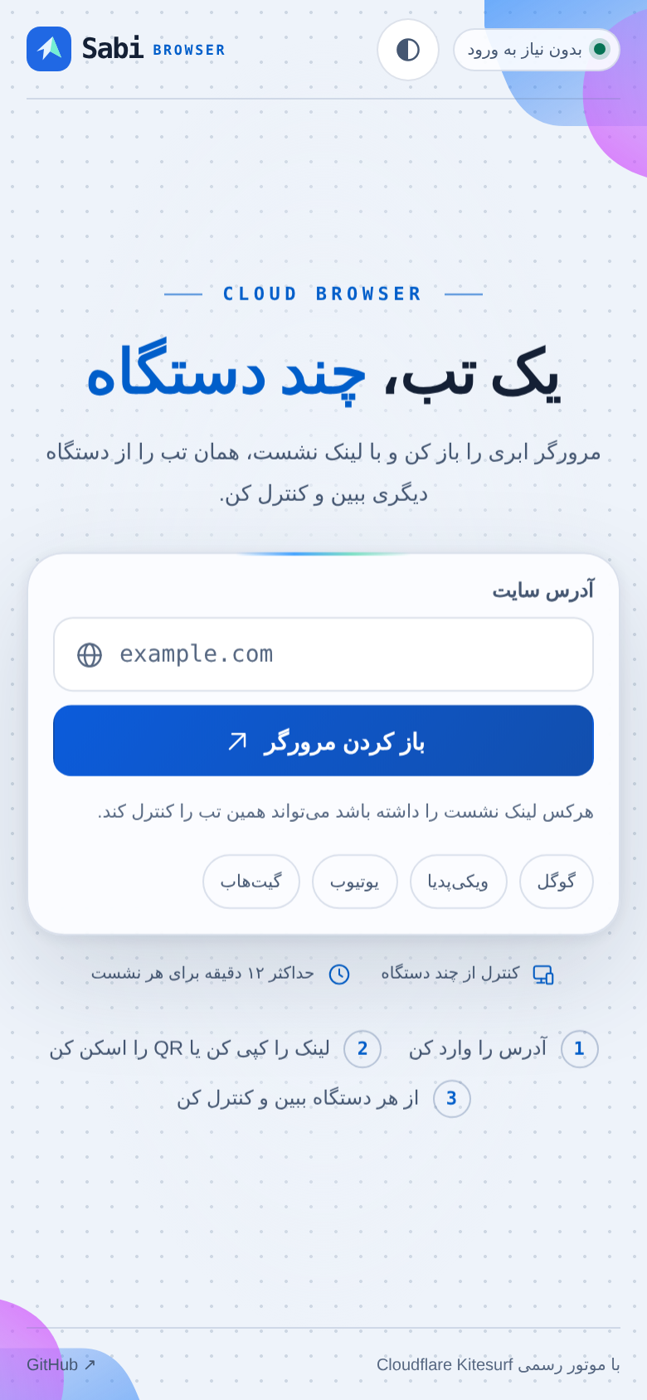 Sabi BROWSER
بدون نیاز به ورود
CLOUD BROWSER
یک تب، چند دستگاه
مرورگر ابری را باز کن و با لینک نشست، همان تب را از دستگاه
دیگری ببین و کنترل کن.
آدرس سایت
example.com
باز کردن مرورگر
هرکس لینک نشست را داشته باشد می‌تواند همین تب را کنترل کند.
گوگل ویکی‌پدیا یوتیوب گیت‌هاب
کنترل از چند دستگاه حداکثر ۱۲ دقیقه برای هر نشست
1 آدرس را وارد کن 2 لینک را کپی کن یا QR را اسکن کن
3 از هر دستگاه ببین و کنترل کن
با موتور رسمی Cloudflare Kitesurf
GitHub ↗